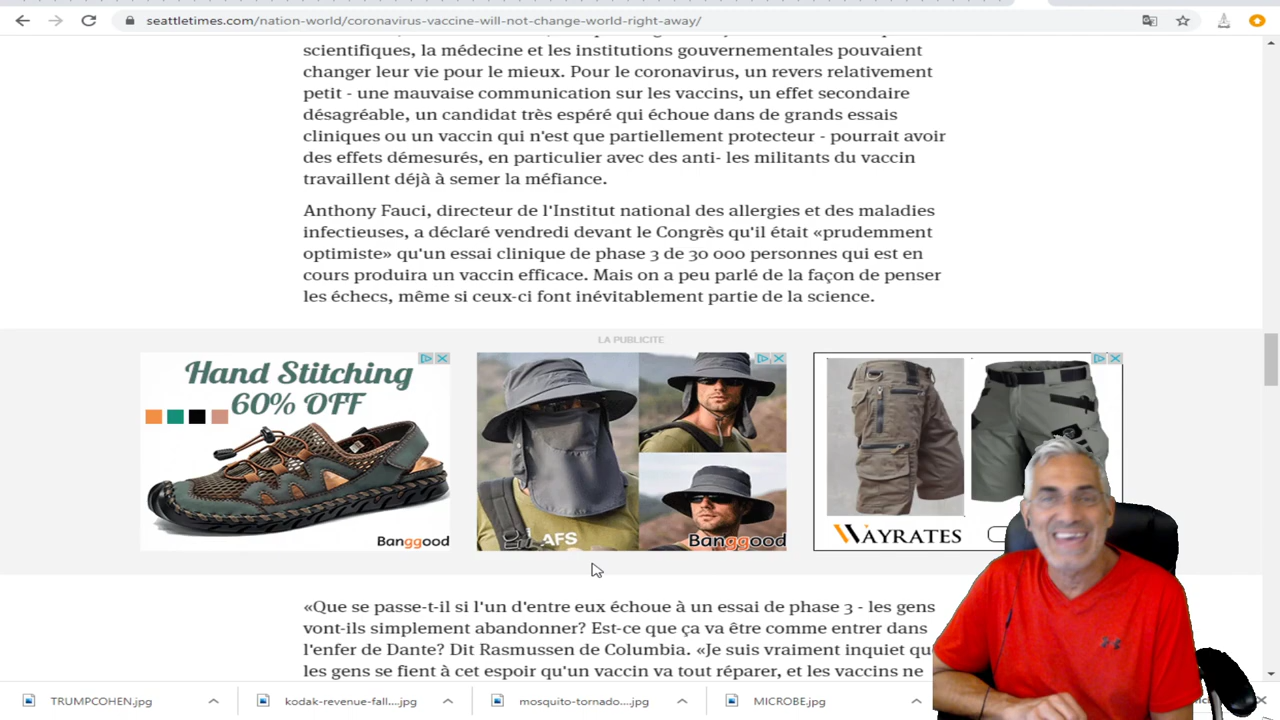 seattletimes.com/nation-world/coronavirus-vaccine-will-not-change-world-right-away/
scientifiques, la médecine et les institutions gouvernementales pouvaient
changer leur vie pour le mieux. Pour le coronavirus, un revers relativement
petit - une mauvaise communication sur les vaccins, un effet secondaire
désagréable, un candidat très espéré qui échoue dans de grands essais
cliniques ou un vaccin qui n'est que partiellement protecteur - pourrait avoir
des effets démesurés, en particulier avec des anti- les militants du vaccin
travaillent déjà à semer la méfiance.
Anthony Fauci, directeur de l'Institut national des allergies et des maladies
infectieuses, a déclaré vendredi devant le Congrès qu'il était «prudemment
optimiste» qu'un essai clinique de phase 3 de 30 000 personnes qui est en
cours produira un vaccin efficace. Mais on a peu parlé de la façon de penser
les échecs, même si ceux-ci font inévitablement partie de la science.
LA PUBLICITE
Hand Stitching
60% OFF
Banggood
AFS
Banggood
WAYRATES
«Que se passe-t-il si l'un d'entre eux échoue à un essai de phase 3 - les gens
vont-ils simplement abandonner? Est-ce que ça va être comme entrer dans
l'enfer de Dante? Dit Rasmussen de Columbia. «Je suis vraiment inquiet
les gens se fient à cet espoir qu'un vaccin va tout réparer, et les vaccins ne
TRUMPCOHEN.jpg
kodak-revenue-fall....jpg
mosquito-tornado....jpg
MICROBE.jpg